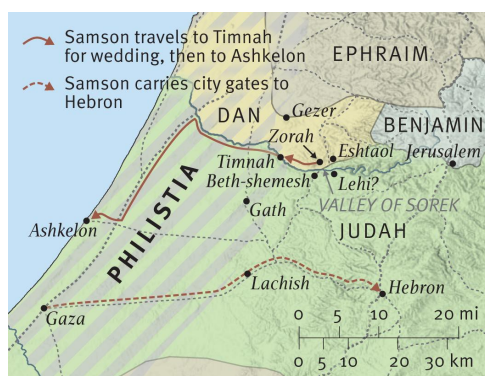 Samson travels to Timnah
for wedding, then to Ashkelon
Samson carries city gates to
Hebron
EPHRAIM
DAN
Gezer
BENJAMIN
Zorah
Eshtaol
Jerusalem
Timnah
Beth-shemesh
Lehi?
VALLEY OF SOREK
Gath
Ashkelon
PHILISTIA
JUDAH
Lachish
Hebron
Gaza
0 5 10 20 mi
0 5 10 20 30 km